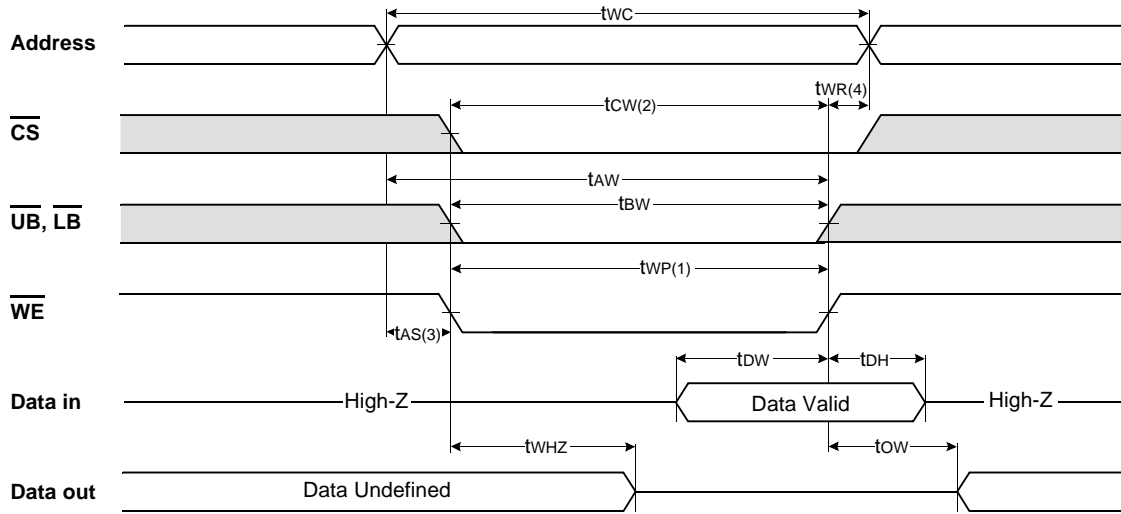 tWC
Address
tCW(2)
tWR(4)
CS
tAW
UB, LB
tBW
tWP(1)
WE
tAS(3)
tDW
tDH
Data in
High-Z
Data Valid
High-Z
tWHZ
tOW
Data out
Data Undefined